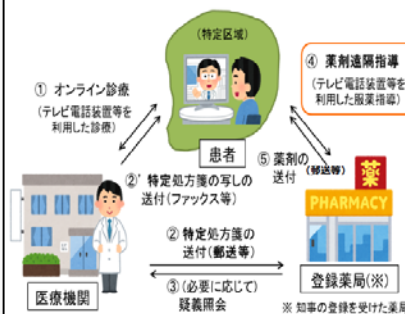 (特定区域)
① オンライン診療
(テレビ電話装置等を
利用した診療)
④ 薬剤遠隔指導
(テレビ電話装置等を
利用した服薬指導)
患者
⑤ 薬剤の
送付
(郵送等)
②' 特定処方箋の写しの
送付(ファックス等)
薬
PHARMACY
② 特定処方箋の
送付(郵送等)
③(必要に応じて)
疑義照会
医療機関
登録薬局(※)
※ 知事の登録を受けた薬局